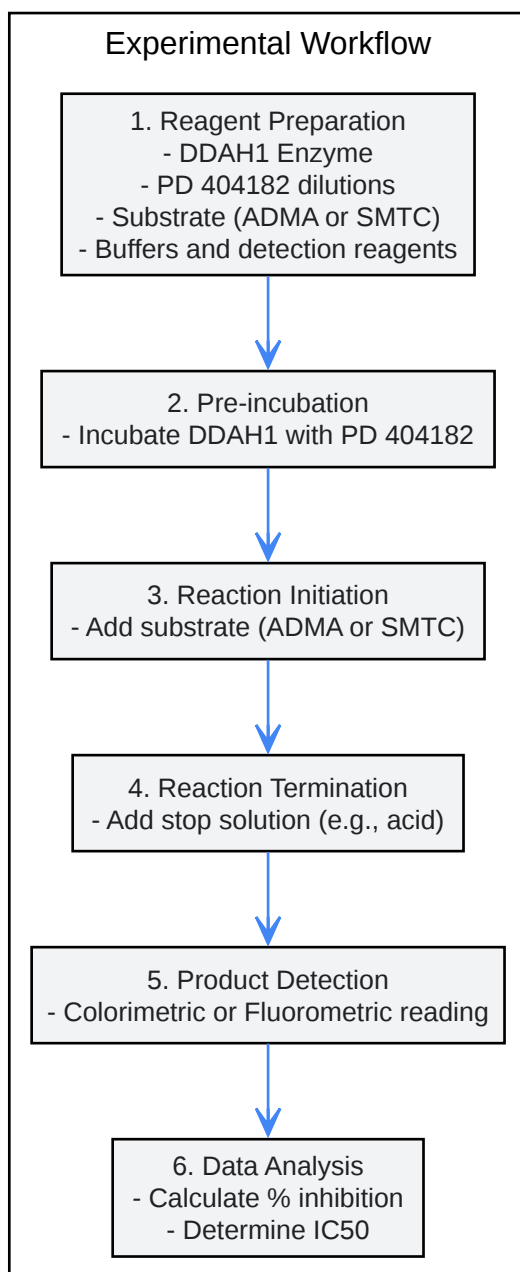 Experimental Workflow
1. Reagent Preparation
- DDAH1 Enzyme
- PD 404182 dilutions
- Substrate (ADMA or SMTC)
- Buffers and detection reagents
2. Pre-incubation
- Incubate DDAH1 with PD 404182
3. Reaction Initiation
- Add substrate (ADMA or SMTC)
4. Reaction Termination
- Add stop solution (e.g., acid)
5. Product Detection
- Colorimetric or Fluorometric reading
6. Data Analysis
- Calculate % inhibition
- Determine IC50